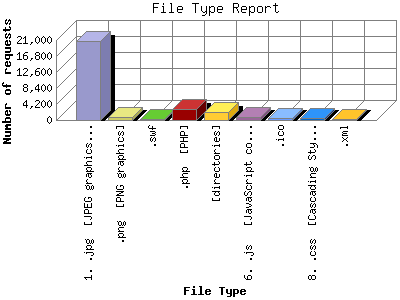 File Type Report
Number of requests
21,000
16,800
12,600
8,400
4,200
0
1. .jpg [JPEG graphics...
.png [PNG graphics]
.swf
.php [PHP]
[directories]
6. .js [JavaScript co...
.ico
8. .css [Cascading Sty...
.xml
File Type